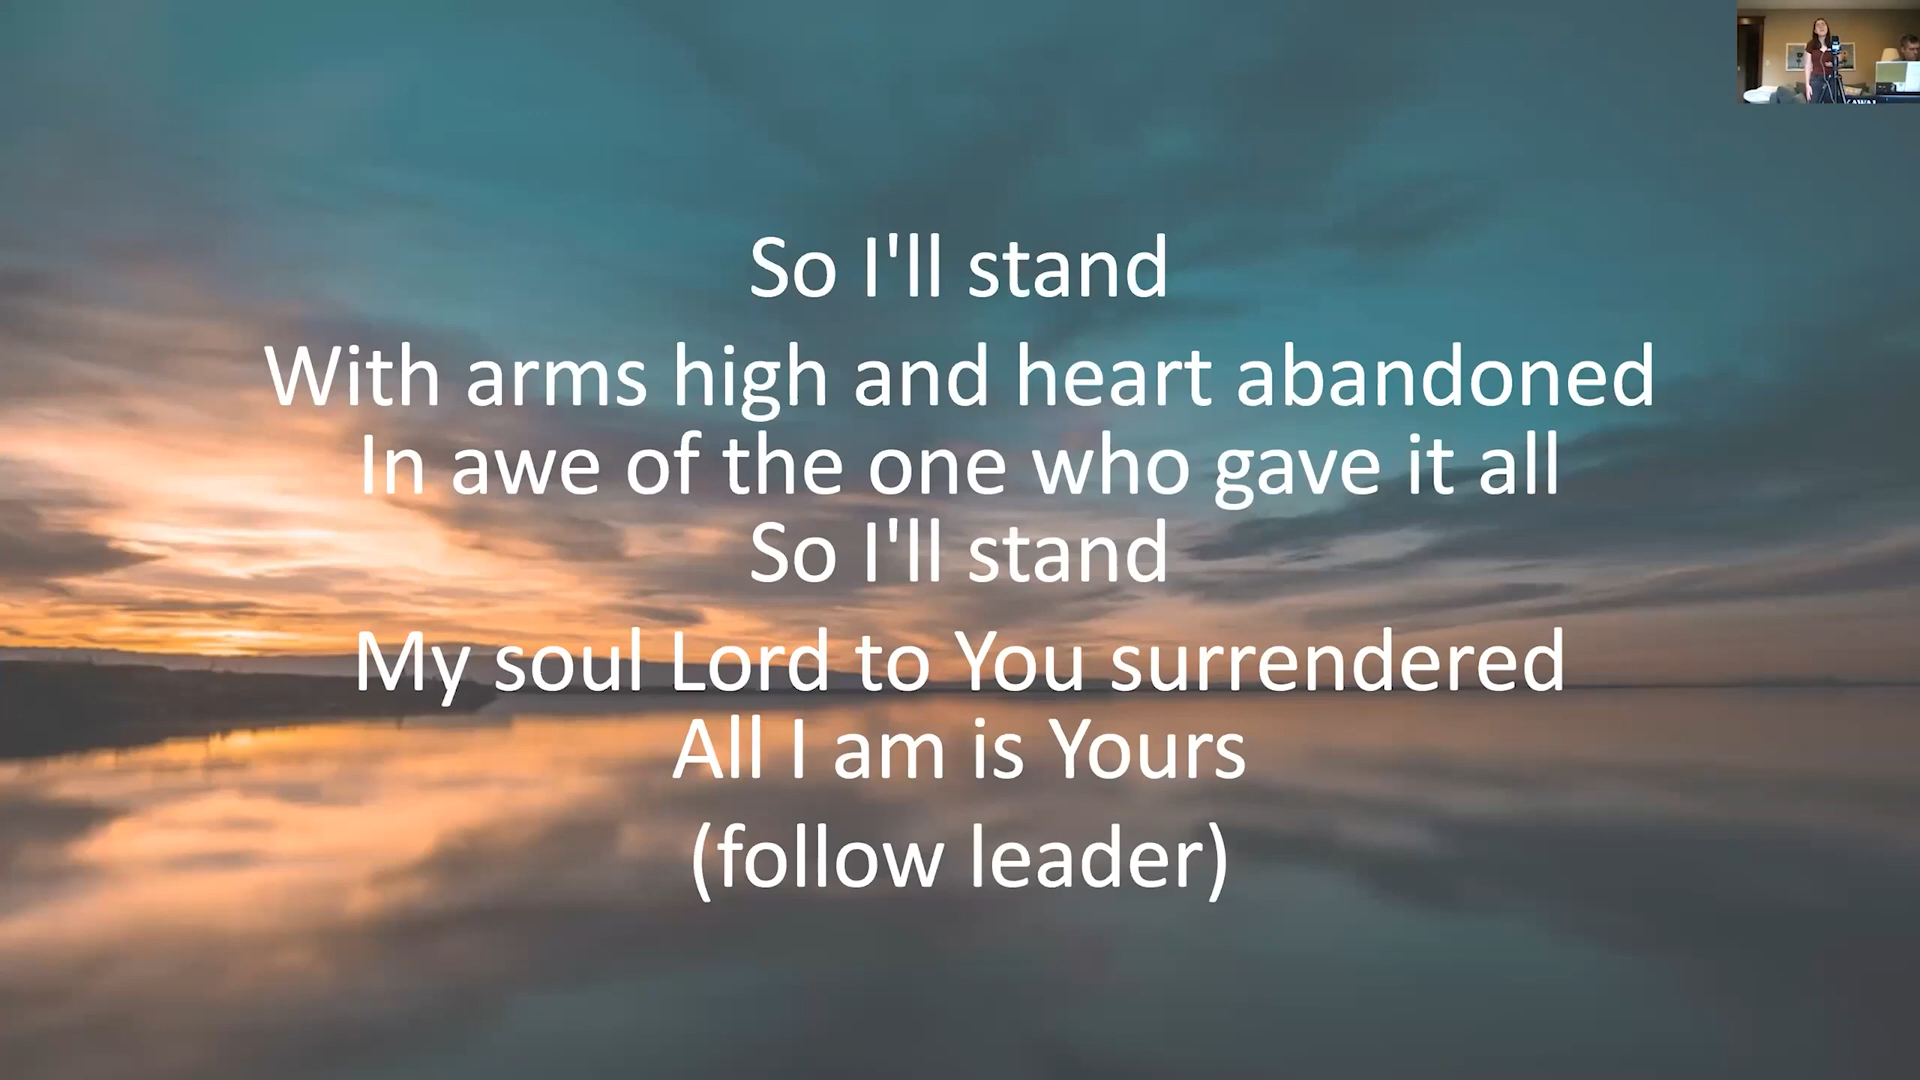 So I'll stand
With arms high and heart abandoned
In awe of the one who gave it all
So I'll stand
My soul Lord to You surrendered
All I am is Yours
(follow leader)